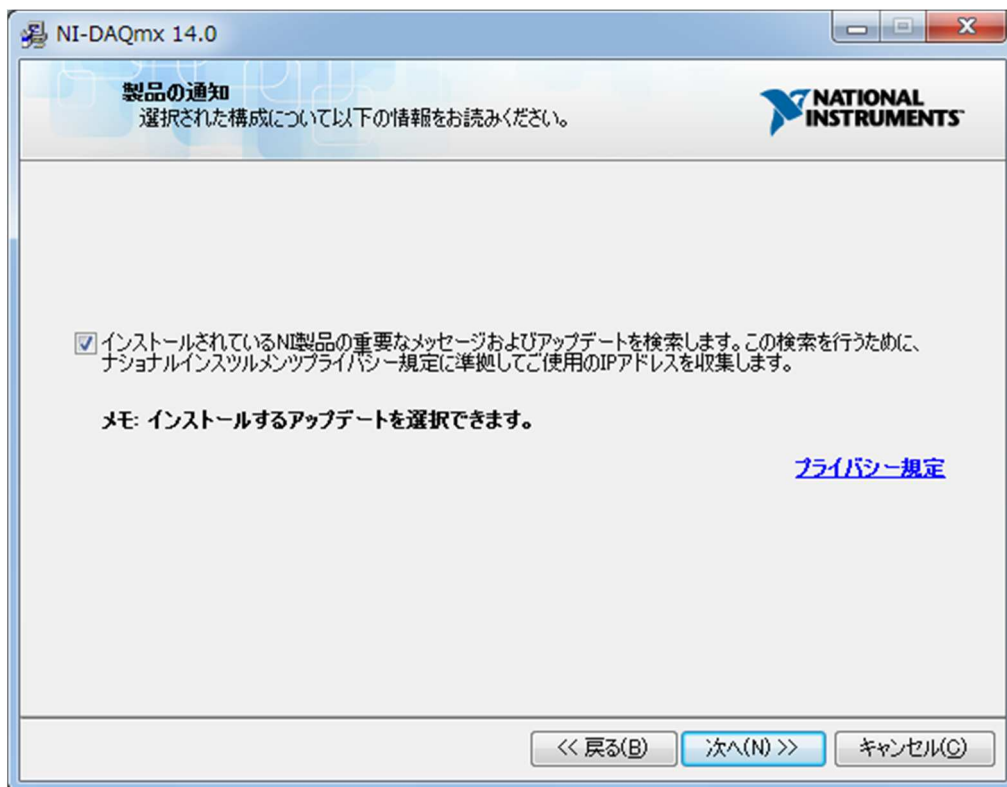 NI-DAQmx 14.0
製品の通知
選択された構成について以下の情報をお読みください。
NATIONAL
INSTRUMENTS™
インストールされているNI製品の重要なメッセージおよびアップデートを検索します。この検索を行うために、
ナショナルインスツルメンツプライバシー規定に準拠してご使用のIPアドレスを収集します。
メモ: インストールするアップデートを選択できます。
プライバシー規定
<< 戻る(B)
次へ(N) >>
キャンセル(C)